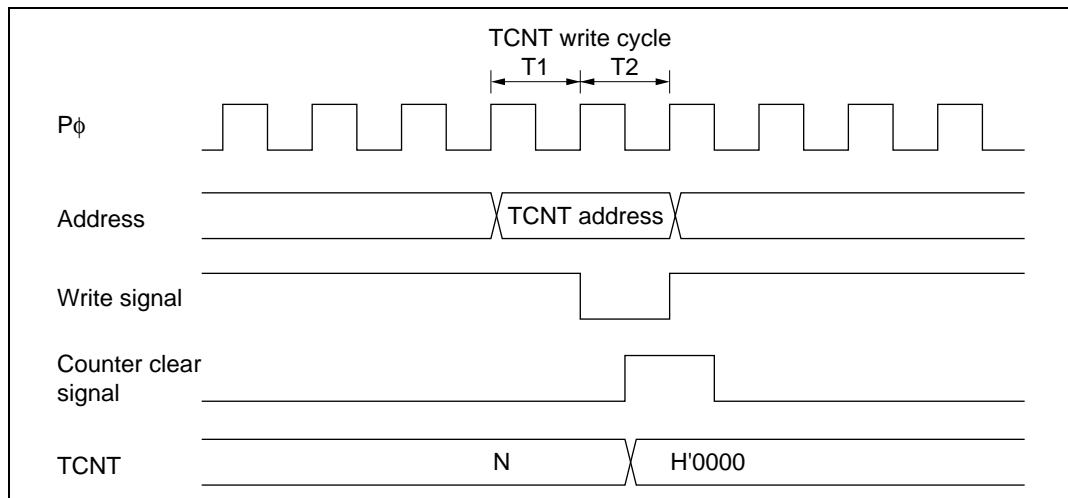 TCNT write cycle
T1 T2
Pϕ
Address
TCNT address
Write signal
Counter clear
signal
TCNT
N
H'0000